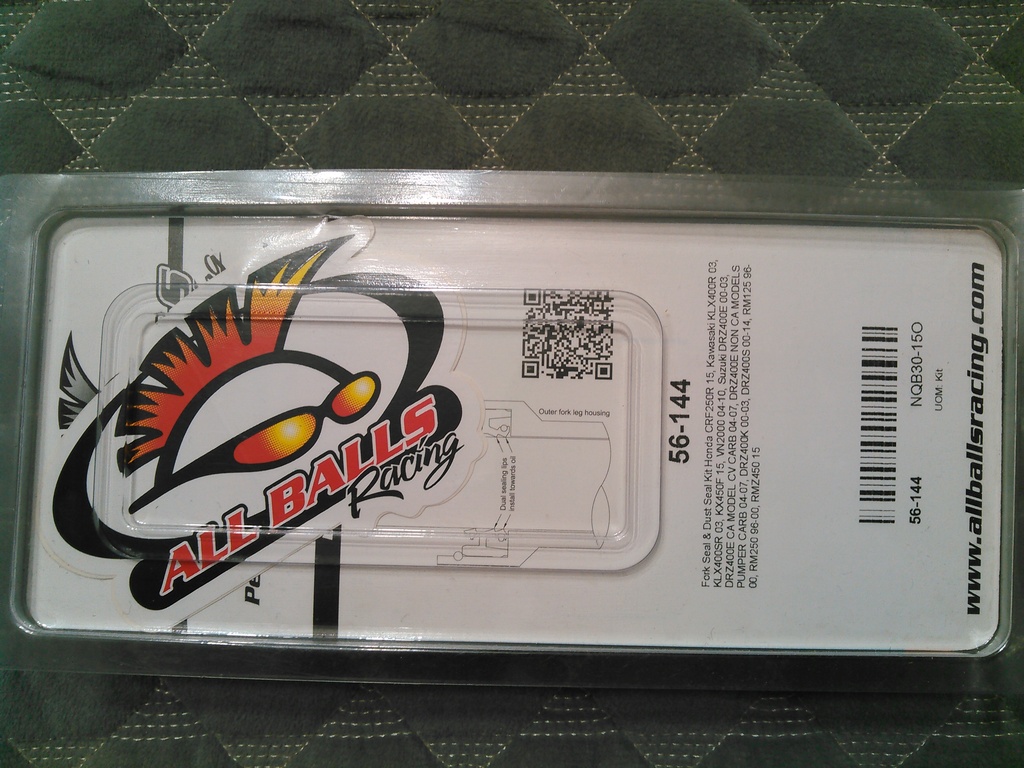 ALL BALLS
Racing
Outer fork leg housing
Dual sealing lips
install towards oil
56-144
Fork Seal & Dust Seal Kit Honda CRF250R 15, Kawasaki KLX400R 03,
KLX400SR 03, KX450F 15, VN2000 04-10, Suzuki DRZ400E 00-03,
DRZ400E CA MODEL CV CARB 04-07, DRZ400E NON CA MODELS
PUMPER CARB 04-07, DRZ400K 00-03, DRZ400S 00-14, RM125 96-
00, RM250 96-00, RMZ450 15
56-144 NQB30-15O
UOM: Kit
www.allballsracing.com